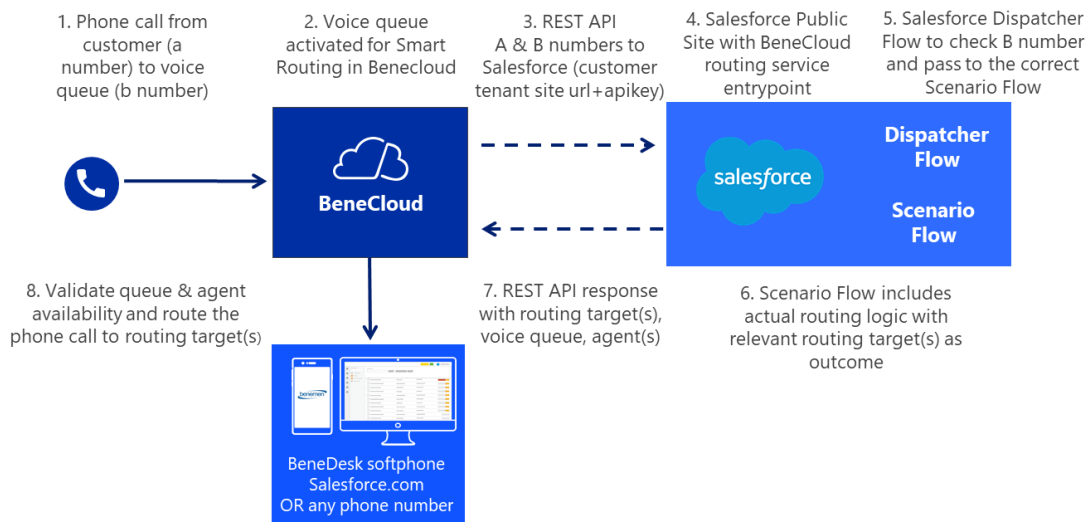 1. Phone call from
customer (a
number) to voice
queue (b number)
2. Voice queue
activated for Smart
Routing in Benecloud
3. REST API
A & B numbers to
Salesforce (customer
tenant site url+apikey)
4. Salesforce Public
Site with BeneCloud
routing service
entrypoint
5. Salesforce Dispatcher
Flow to check B number
and pass to the correct
Scenario Flow
BeneCloud
salesforce
Dispatcher
Flow
Scenario
Flow
8. Validate queue & agent
availability and route the
phone call to routing target(s)
7. REST API response
with routing target(s),
voice queue, agent(s)
6. Scenario Flow includes
actual routing logic with
relevant routing target(s) as
outcome
benemen
BeneDesk softphone
Salesforce.com
OR any phone number